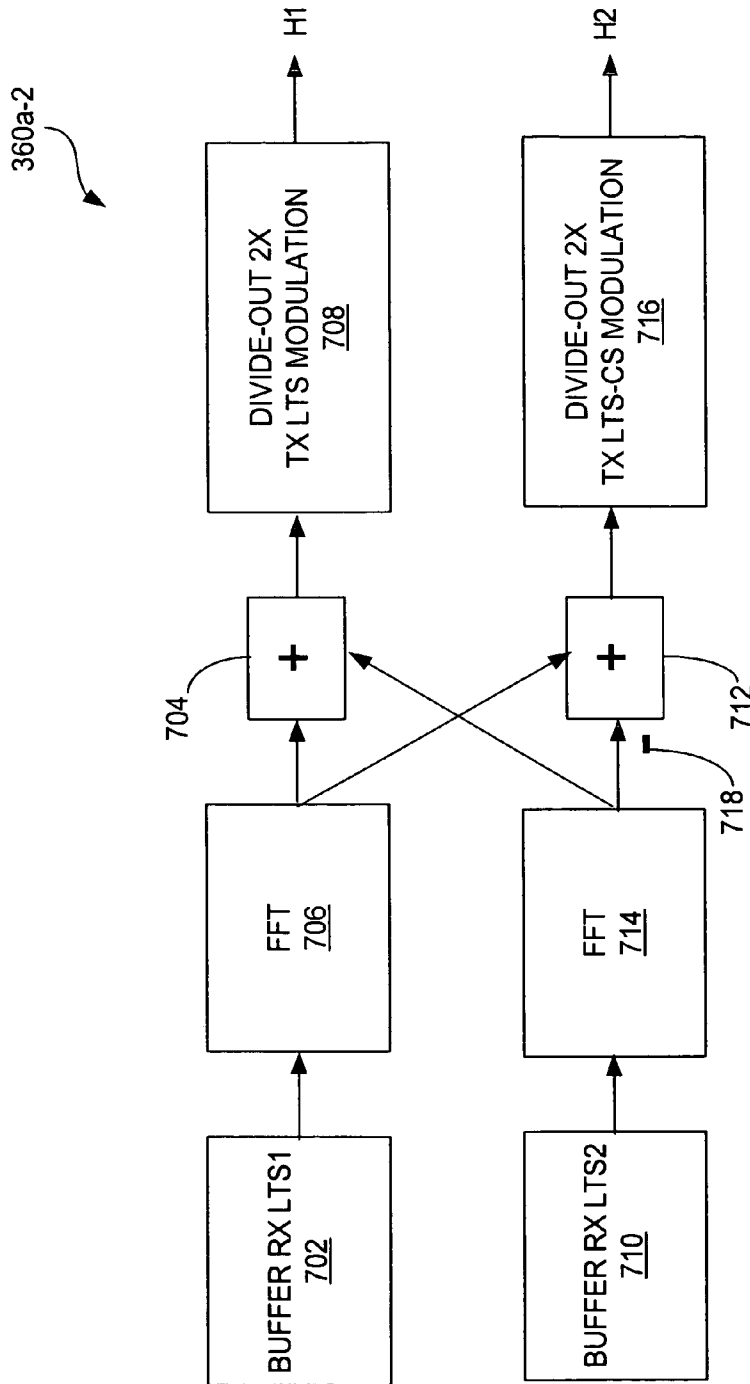 360a-2
BUFFER RX LTS1
702
FFT
706
704
+
DIVIDE-OUT 2X
TX LTS MODULATION
708
H1
BUFFER RX LTS2
710
FFT
714
-
718
+
712
DIVIDE-OUT 2X
TX LTS-CS MODULATION
716
H2